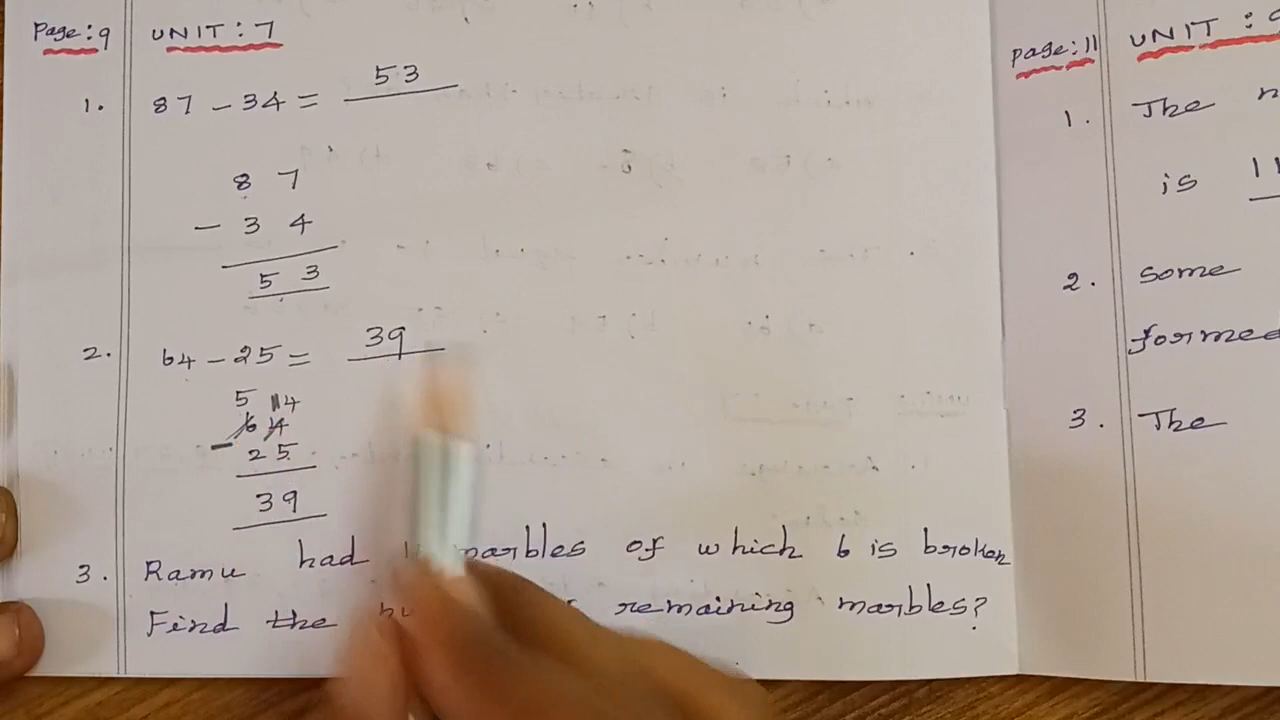 Page: 9 UNIT: 7
1. 87 - 34 = 53
8 7
- 3 4
5 3
2. 64 - 25 = 39
5 14
6 4
- 2 5
39
3. Ramu had marbles of which 6 is broken
Find the remaining marbles?
page: 11 UNIT:
1. The
is 11
2. Some
formed
3. The